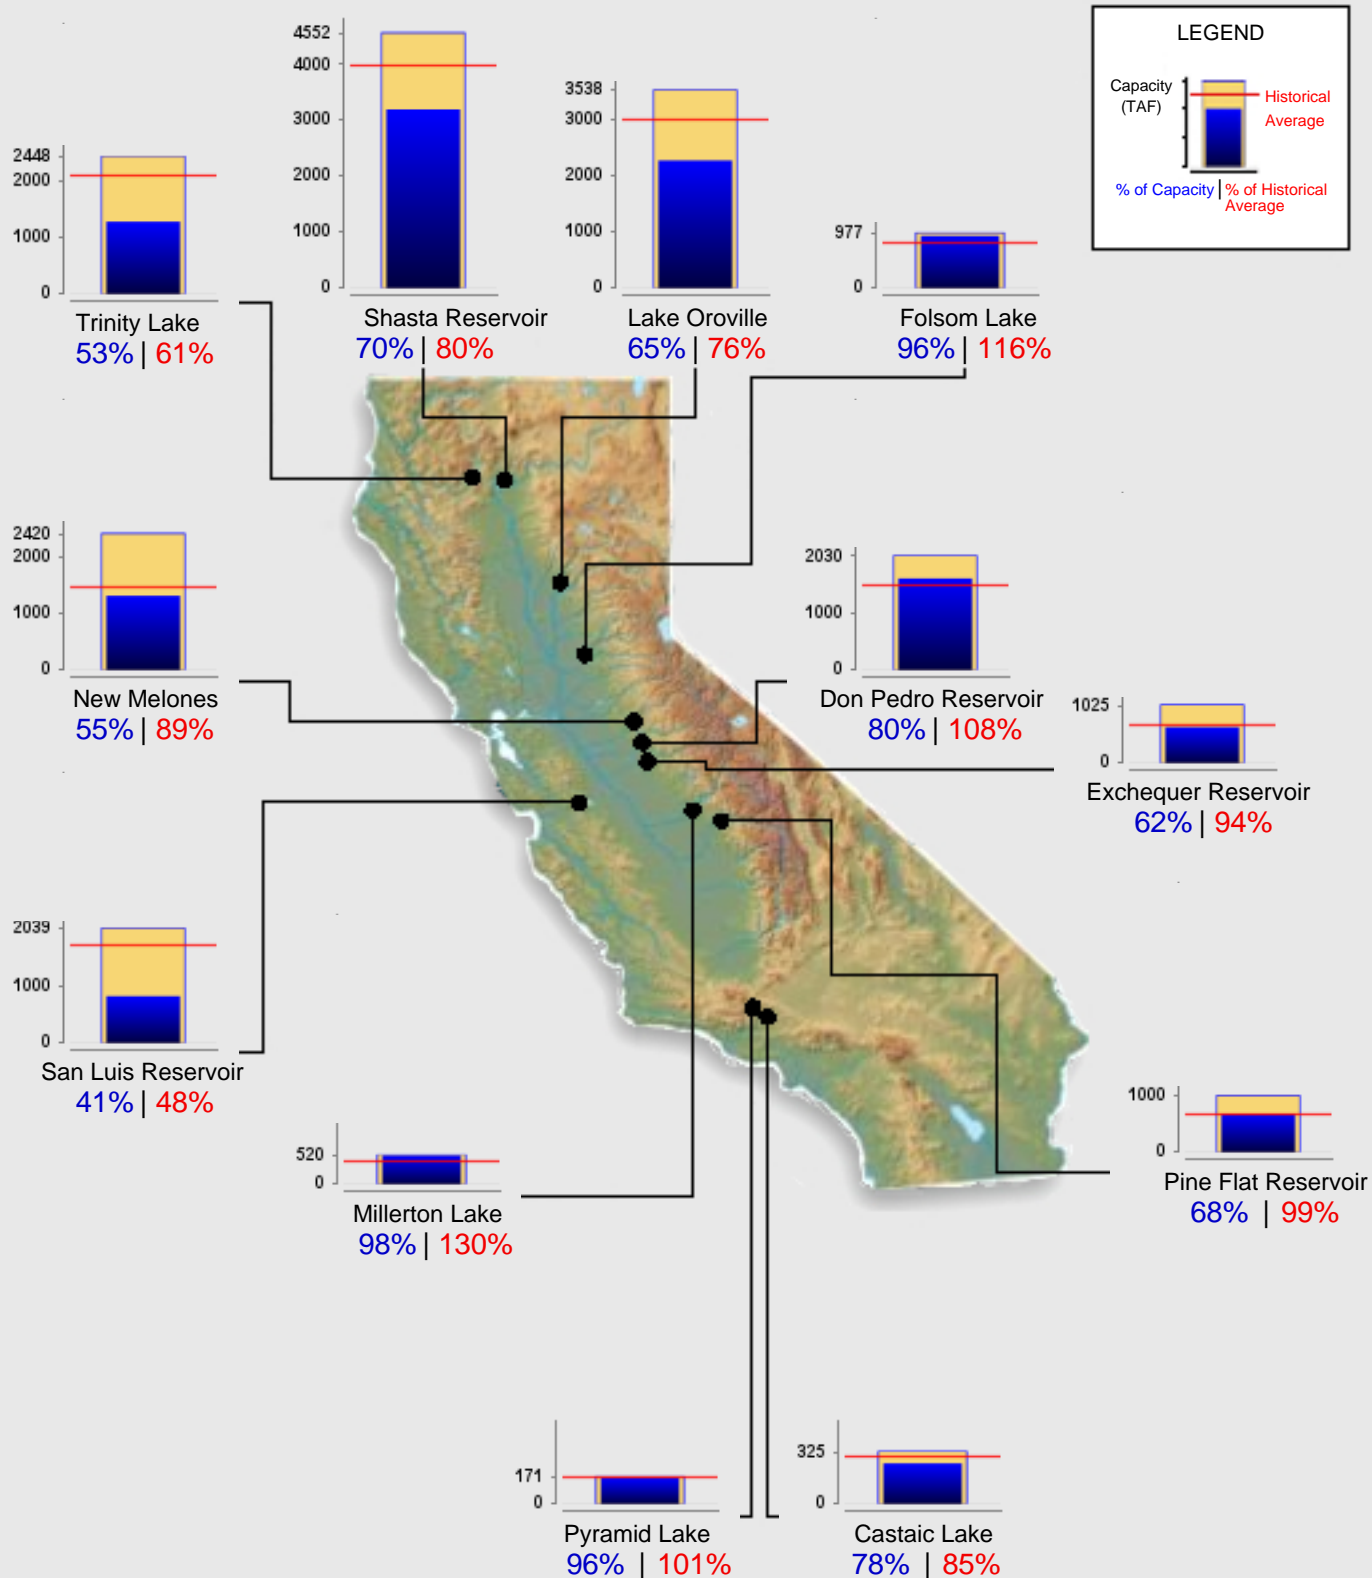 LEGEND
Capacity
(TAF)
Historical
Average
% of Capacity | % of Historical
Average
2448
2000
1000
0
Trinity Lake
53% | 61%
4552
4000
3000
2000
1000
0
Shasta Reservoir
70% | 80%
3538
3000
2000
1000
0
Lake Oroville
65% | 76%
977
0
Folsom Lake
96% | 116%
2420
2000
1000
0
New Melones
55% | 89%
2030
1000
0
Don Pedro Reservoir
80% | 108%
1025
0
Exchequer Reservoir
62% | 94%
2039
1000
0
San Luis Reservoir
41% | 48%
520
0
Millerton Lake
98% | 130%
1000
0
Pine Flat Reservoir
68% | 99%
171
0
Pyramid Lake
96% | 101%
325
0
Castaic Lake
78% | 85%